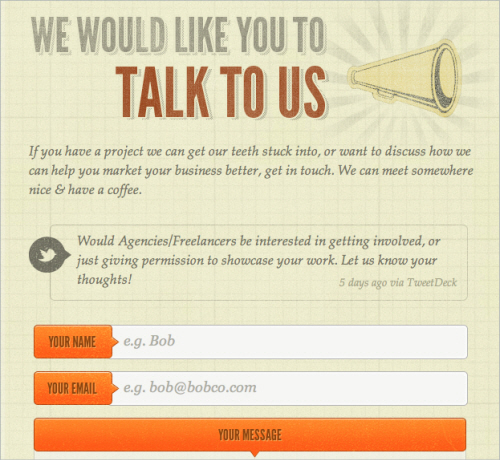 WE WOULD LIKE YOU TO
TALK TO US
If you have a project we can get our teeth stuck into, or want to discuss how we
can help you market your business better, get in touch. We can meet somewhere
nice & have a coffee.
Would Agencies/Freelancers be interested in getting involved, or
just giving permission to showcase your work. Let us know your
thoughts!
5 days ago via TweetDeck
YOUR NAME
e.g. Bob
YOUR EMAIL
e.g. bob@bobco.com
YOUR MESSAGE